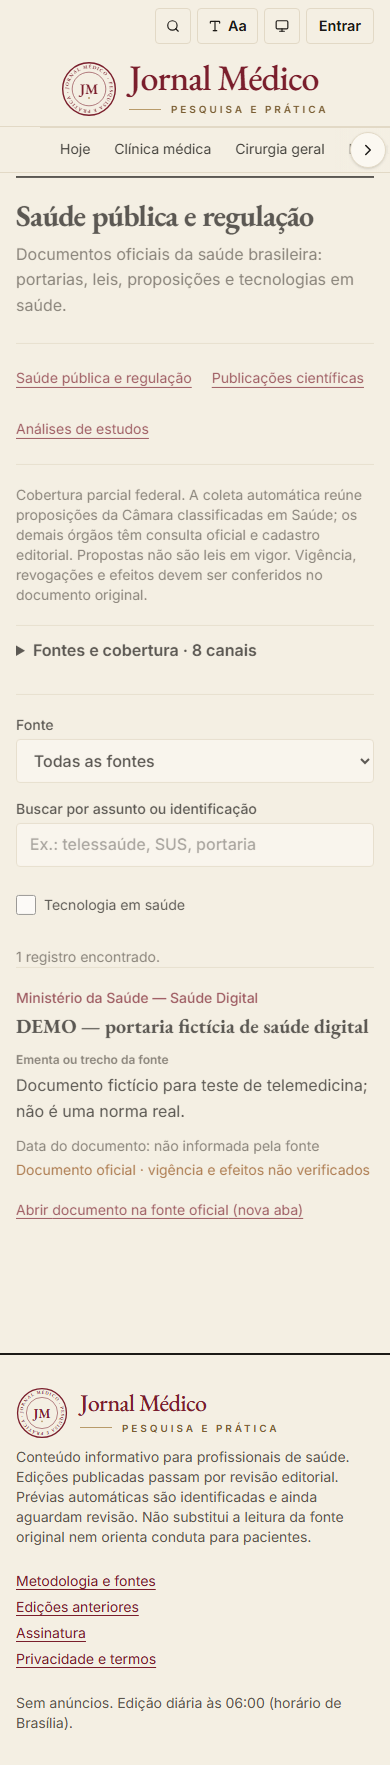 Aa
Entrar
JM
Jornal Médico
PESQUISA E PRÁTICA
Hoje
Clínica médica
Cirurgia geral
Saúde pública e regulação
Documentos oficiais da saúde brasileira:
portarias, leis, proposições e tecnologias em
saúde.
Saúde pública e regulação
Publicações científicas
Análises de estudos
Cobertura parcial federal. A coleta automática reúne
proposições da Câmara classificadas em Saúde; os
demais órgãos têm consulta oficial e cadastro
editorial. Propostas não são leis em vigor. Vigência,
revogações e efeitos devem ser conferidos no
documento original.
Fontes e cobertura · 8 canais
Fonte
Todas as fontes
Buscar por assunto ou identificação
Ex.: telessaúde, SUS, portaria
Tecnologia em saúde
1 registro encontrado.
Ministério da Saúde — Saúde Digital
DEMO — portaria fictícia de saúde digital
Ementa ou trecho da fonte
Documento fictício para teste de telemedicina;
não é uma norma real.
Data do documento: não informada pela fonte
Documento oficial · vigência e efeitos não verificados
Abrir documento na fonte oficial (nova aba)
JM
Jornal Médico
PESQUISA E PRÁTICA
Conteúdo informativo para profissionais de saúde.
Edições publicadas passam por revisão editorial.
Prévias automáticas são identificadas e ainda
aguardam revisão. Não substitui a leitura da fonte
original nem orienta conduta para pacientes.
Metodologia e fontes
Edições anteriores
Assinatura
Privacidade e termos
Sem anúncios. Edição diária às 06:00 (horário de
Brasília).